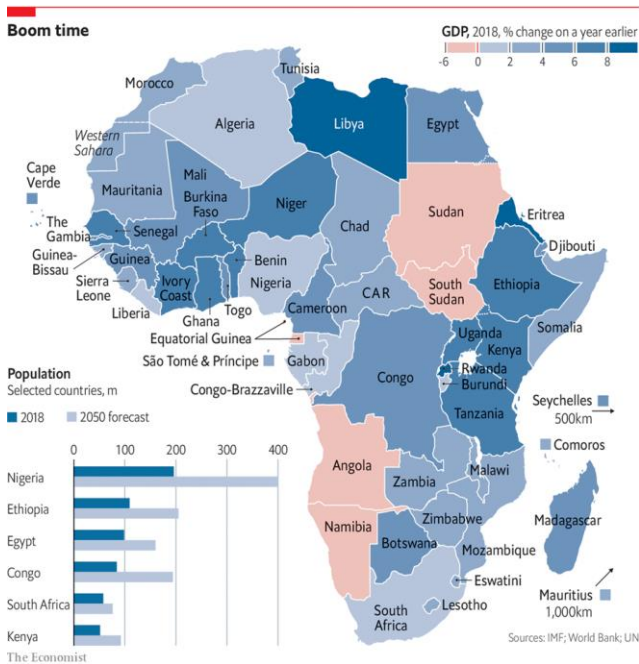 Boom time
GDP, 2018, % change on a year earlier
-6 0 2 4 6 8
Tunisia
Morocco
Algeria
Libya
Egypt
Western
Sahara
Cape
Verde
Mauritania
Mali
Burkina
Faso
Niger
Chad
Sudan
Eritrea
The
Gambia
Senegal
Djibouti
Guinea-
Bissau
Guinea
Benin
Nigeria
Sierra
Leone
Ivory
Coast
South
Sudan
Ethiopia
Liberia
Togo
Ghana
Cameroon
CAR
Somalia
Equatorial Guinea
Uganda
Kenya
São Tomé & Príncipe
Gabon
Rwanda
Congo-Brazzaville
Congo
Burundi
Tanzania
Seychelles
500km
Comoros
Angola
Malawi
Zambia
Madagascar
Zimbabwe
Namibia
Botswana
Mozambique
Eswatini
Mauritius
1,000km
South
Africa
Lesotho
Population
Selected countries, m
2018 2050 forecast
0 100 200 300 400
Nigeria
Ethiopia
Egypt
Congo
South Africa
Kenya
Sources: IMF; World Bank; UN
The Economist